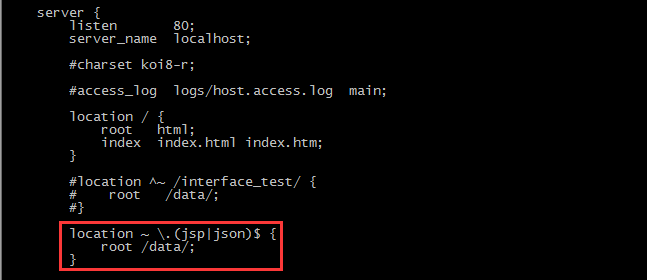 server {
listen       80;
server_name  localhost;
#charset koi8-r;
#access_log  logs/host.access.log  main;
location / {
root   html;
index  index.html index.htm;
}
#location ^~ /interface_test/ {
#    root   /data/;
#}
location ~ \.(jsp|json)$ {
root /data/;
}